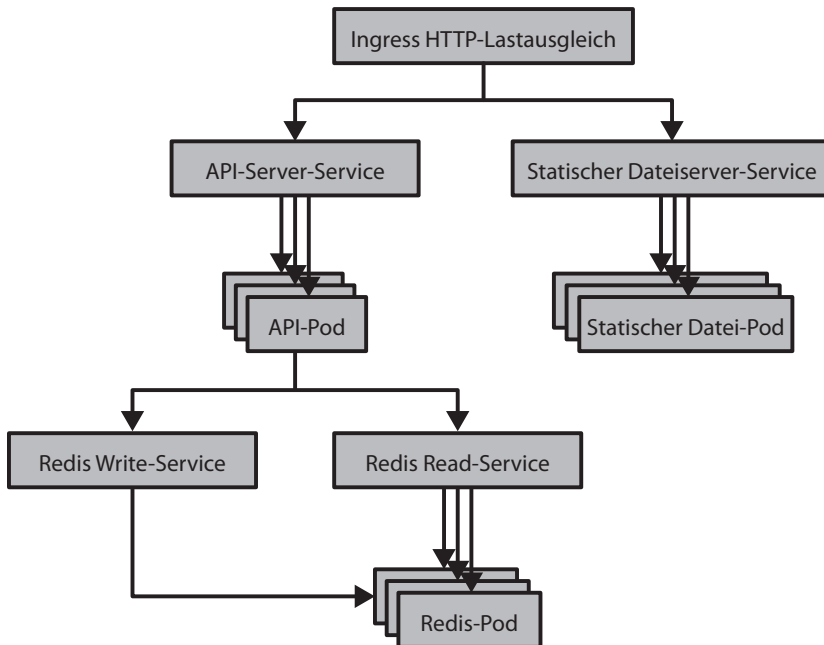 Ingress HTTP-Lastausgleich
API-Server-Service
Statischer Dateiserver-Service
API-Pod
Statischer Datei-Pod
Redis Write-Service
Redis Read-Service
Redis-Pod